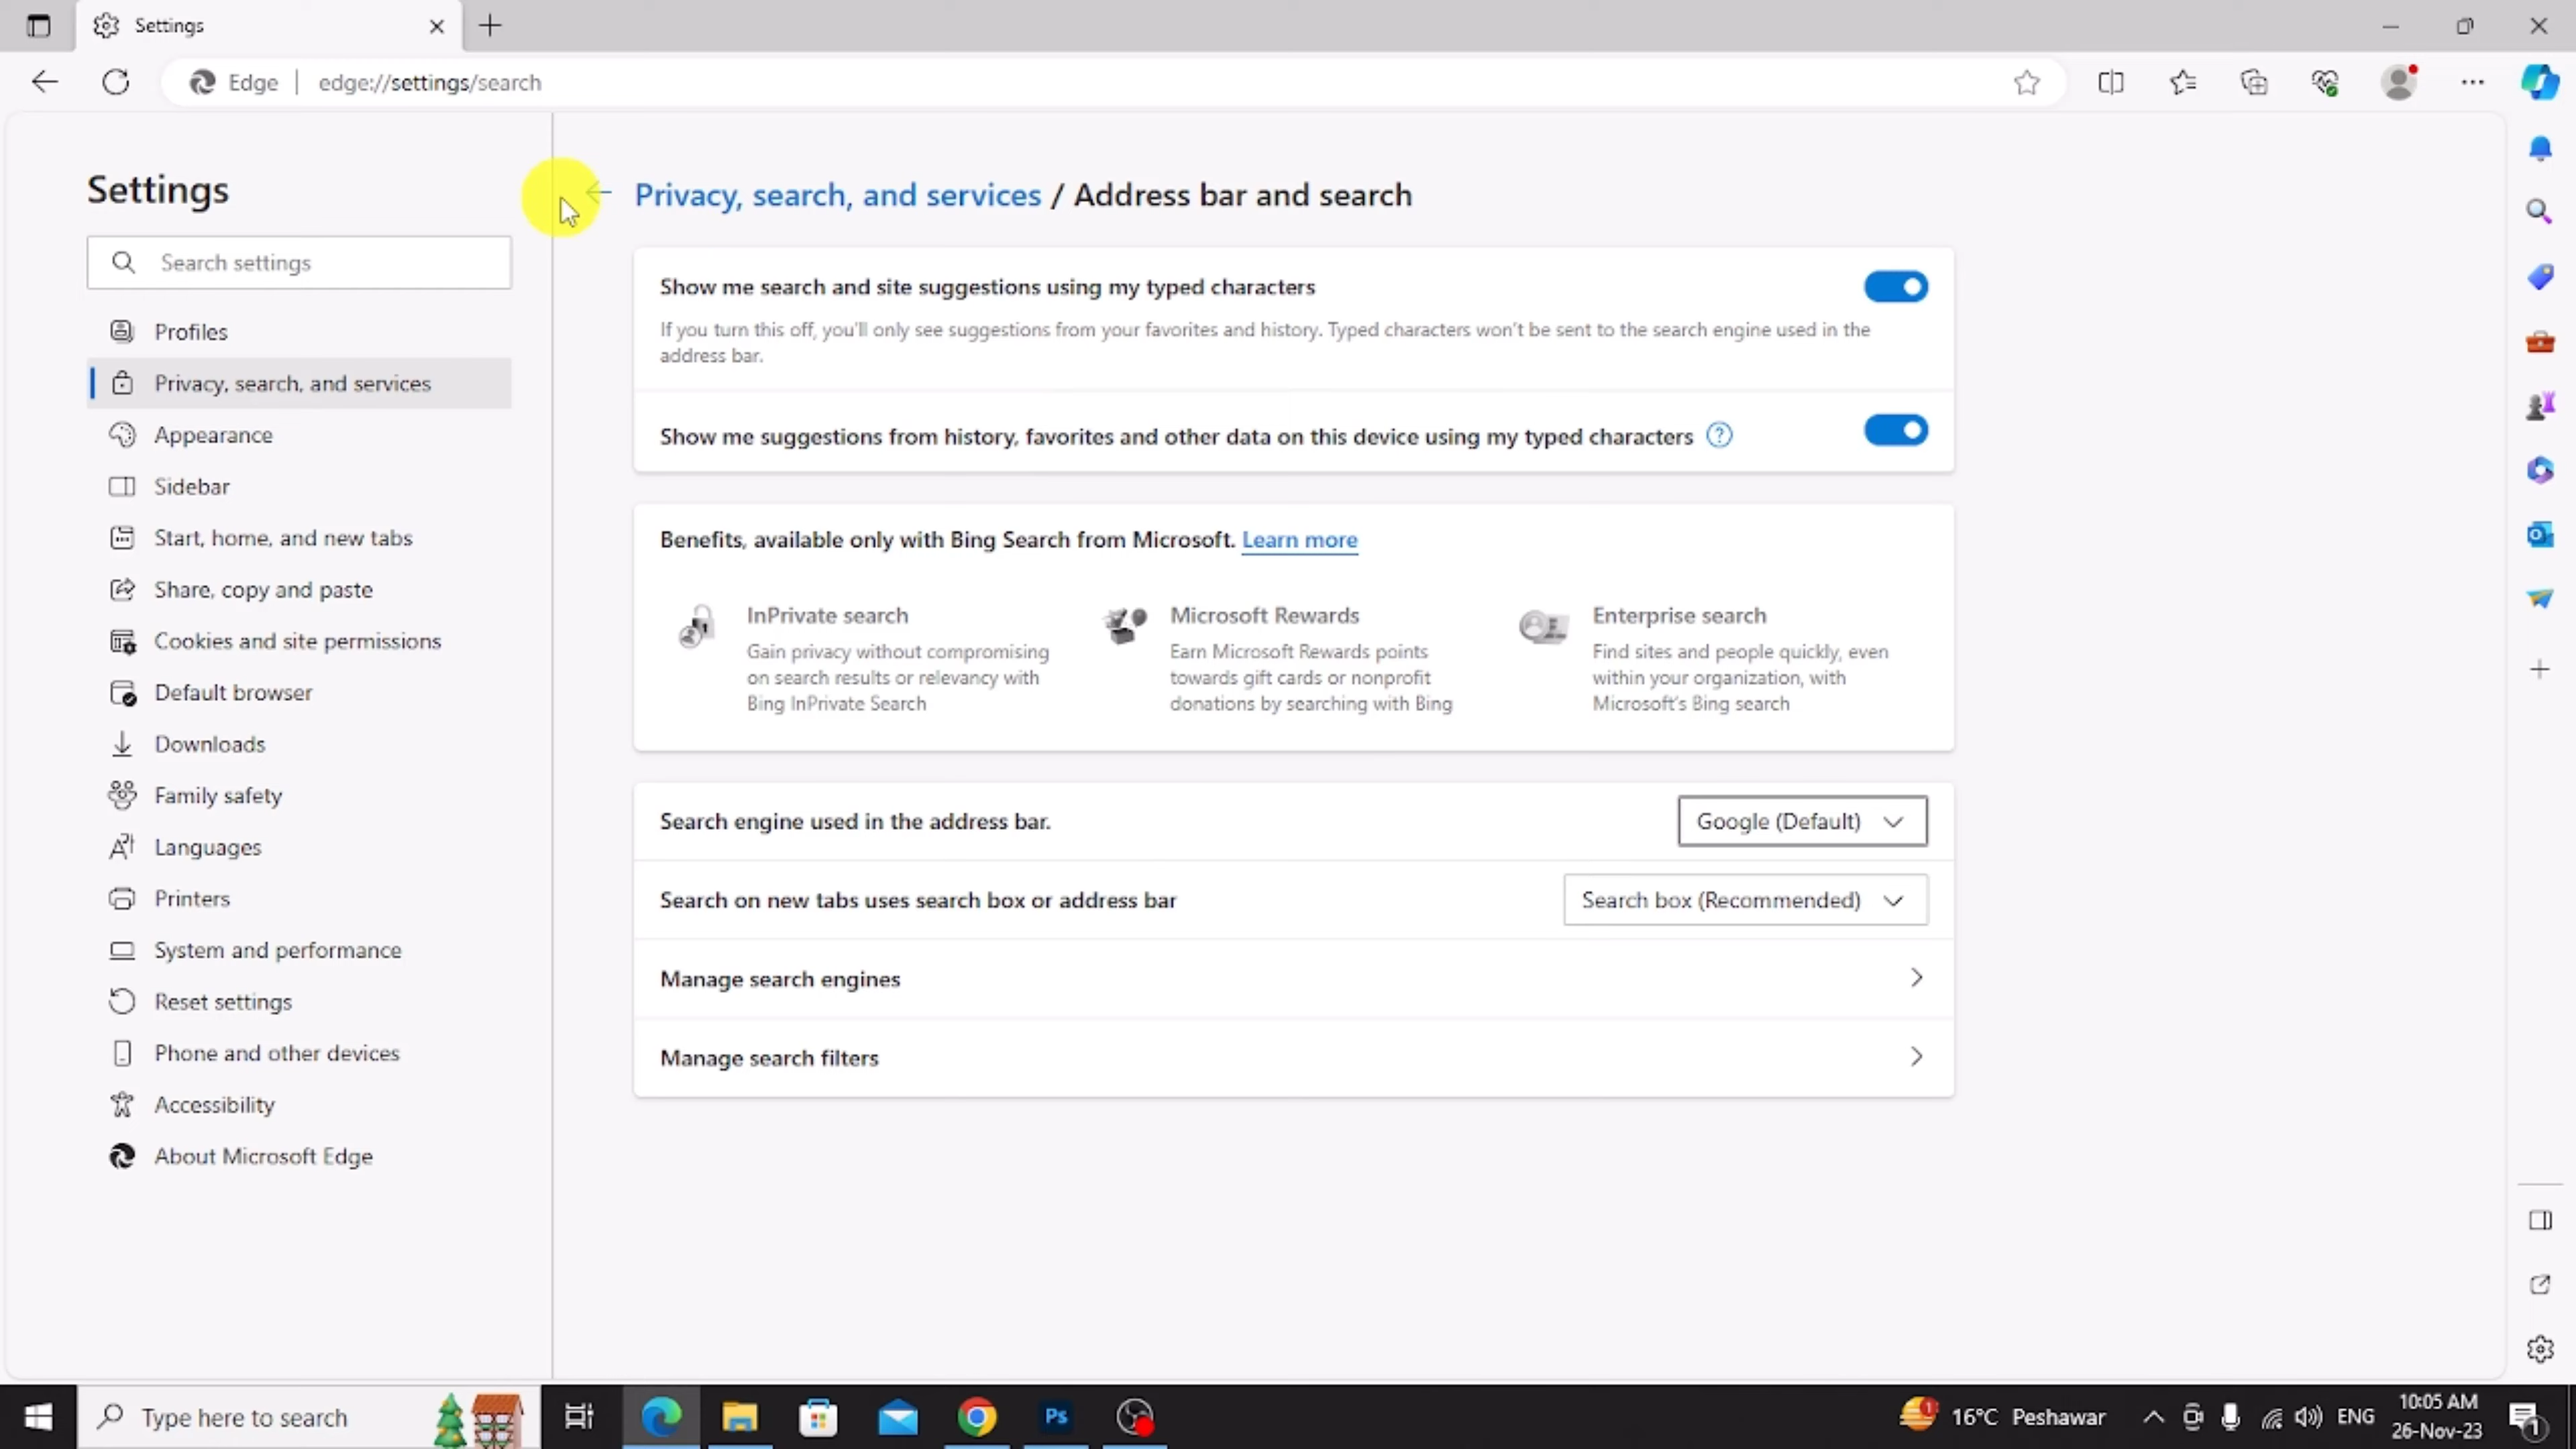 Settings
Edge
edge://settings/search
Settings
Search settings
Profiles
Privacy, search, and services
Appearance
Sidebar
Start, home, and new tabs
Share, copy and paste
Cookies and site permissions
Default browser
Downloads
Family safety
Languages
Printers
System and performance
Reset settings
Phone and other devices
Accessibility
About Microsoft Edge
Privacy, search, and services / Address bar and search
Show me search and site suggestions using my typed characters
If you turn this off, you'll only see suggestions from your favorites and history. Typed characters won't be sent to the search engine used in the
address bar.
Show me suggestions from history, favorites and other data on this device using my typed characters
Benefits, available only with Bing Search from Microsoft. Learn more
InPrivate search
Gain privacy without compromising
on search results or relevancy with
Bing InPrivate Search
Microsoft Rewards
Earn Microsoft Rewards points
towards gift cards or nonprofit
donations by searching with Bing
Enterprise search
Find sites and people quickly, even
within your organization, with
Microsoft's Bing search
Search engine used in the address bar.
Google (Default)
Search on new tabs uses search box or address bar
Search box (Recommended)
Manage search engines
Manage search filters
Type here to search
Ps
1
16°C Peshawar
ENG
10:05 AM
26-Nov-23
1